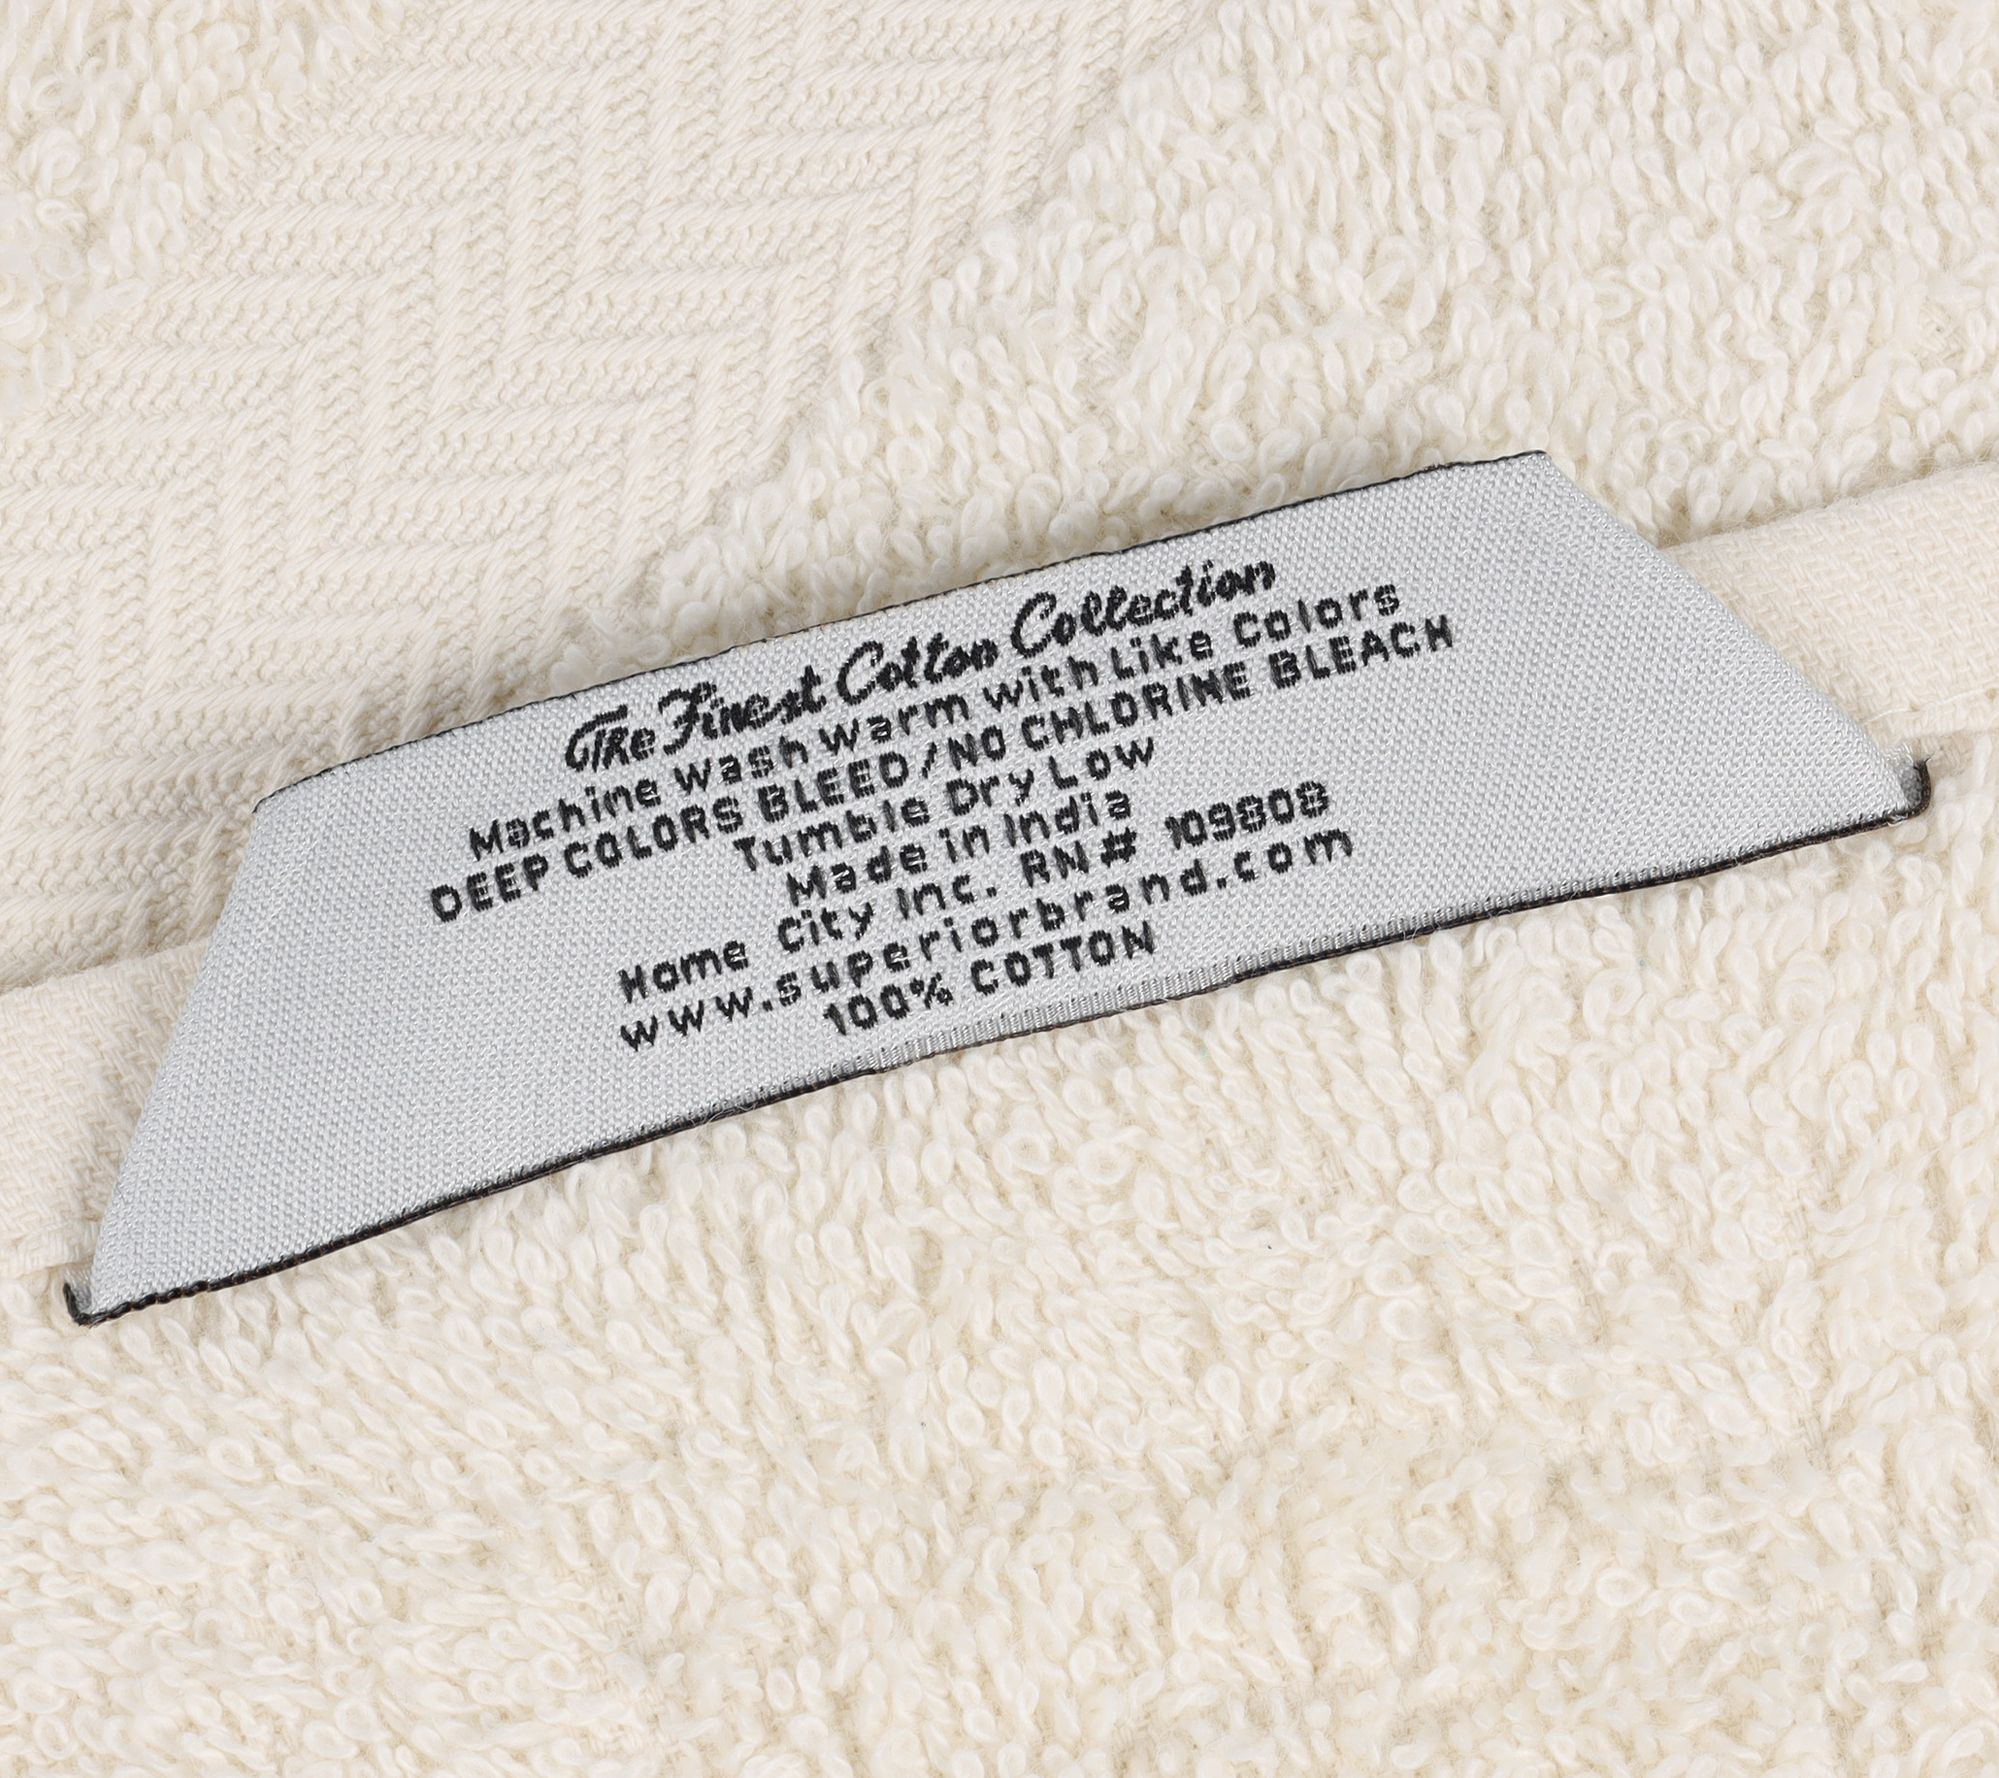 The Finest Cotton Collection
Machine wash warm with Like Colors
DEEP COLORS BLEED/NO CHLORINE BLEACH
Tumble Dry Low
Made in India
Home City Inc. RN# 109808
www.superiorbrand.com
100% COTTON